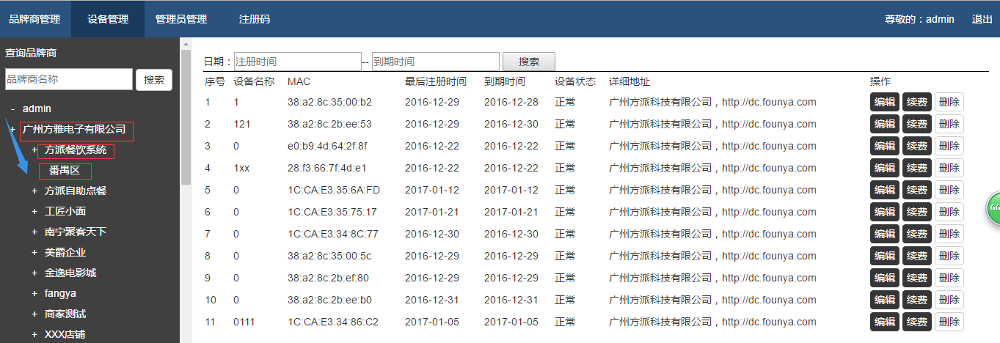 品牌商管理 设备管理 管理员管理 注册码 尊敬的：admin 退出
查询品牌商
品牌商名称 搜索
- admin
+ 广州方雅电子有限公司
+ 方派餐饮系统
番禺区
+ 方派自助点餐
+ 工匠小面
+ 南宁聚客天下
+ 美爵企业
+ 金逸电影城
+ fangya
+ 商家测试
+ XXX店铺
日期：注册时间 -- 到期时间 搜索
序号 设备名称 MAC 最后注册时间 到期时间 设备状态 详细地址 操作
1 1 38:a2:8c:35:00:b2 2016-12-29 2016-12-28 正常 广州方派科技有限公司，http://dc.founya.com 编辑 续费 删除
2 121 38:a2:8c:2b:ee:53 2016-12-29 2016-12-30 正常 广州方派科技有限公司，http://dc.founya.com 编辑 续费 删除
3 0 e0:b9:4d:64:2f:8f 2016-12-22 2016-12-22 正常 广州方派科技有限公司，http://dc.founya.com 编辑 续费 删除
4 1xx 28:f3:66:7f:4d:e1 2016-12-22 2016-12-22 正常 广州方派科技有限公司，http://dc.founya.com 编辑 续费 删除
5 0 1C:CA:E3:35:6A:FD 2017-01-12 2017-01-12 正常 广州方派科技有限公司，http://dc.founya.com 编辑 续费 删除
6 0 1C:CA:E3:35:75:17 2017-01-21 2017-01-21 正常 广州方派科技有限公司，http://dc.founya.com 编辑 续费 删除
7 0 1C:CA:E3:34:8C:77 2016-12-30 2016-12-30 正常 广州方派科技有限公司，http://dc.founya.com 编辑 续费 删除
8 0 38:a2:8c:35:00:5c 2016-12-29 2016-12-29 正常 广州方派科技有限公司，http://dc.founya.com 编辑 续费 删除
9 0 38:a2:8c:2b:ef:80 2016-12-29 2016-12-29 正常 广州方派科技有限公司，http://dc.founya.com 编辑 续费 删除
10 0 38:a2:8c:2b:ee:b0 2016-12-31 2016-12-31 正常 广州方派科技有限公司，http://dc.founya.com 编辑 续费 删除
11 0111 1C:CA:E3:34:86:C2 2017-01-05 2017-01-05 正常 广州方派科技有限公司，http://dc.founya.com 编辑 续费 删除
66